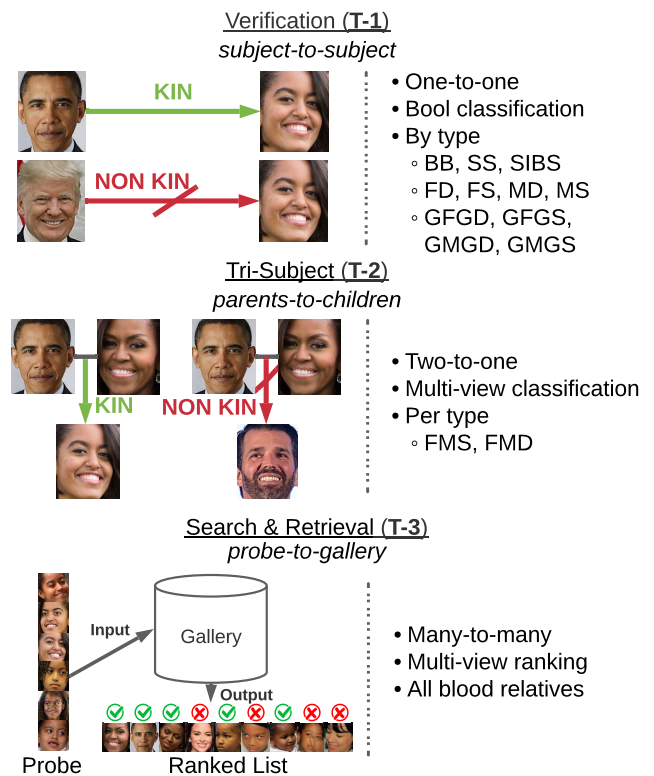 Verification (T-1)
subject-to-subject
KIN
NON KIN
• One-to-one
• Bool classification
• By type
◦ BB, SS, SIBS
◦ FD, FS, MD, MS
◦ GFGD, GFGS,
GMGD, GMGS
Tri-Subject (T-2)
parents-to-children
KIN
NON KIN
• Two-to-one
• Multi-view classification
• Per type
◦ FMS, FMD
Search & Retrieval (T-3)
probe-to-gallery
Input
Gallery
Output
Probe
Ranked List
• Many-to-many
• Multi-view ranking
• All blood relatives